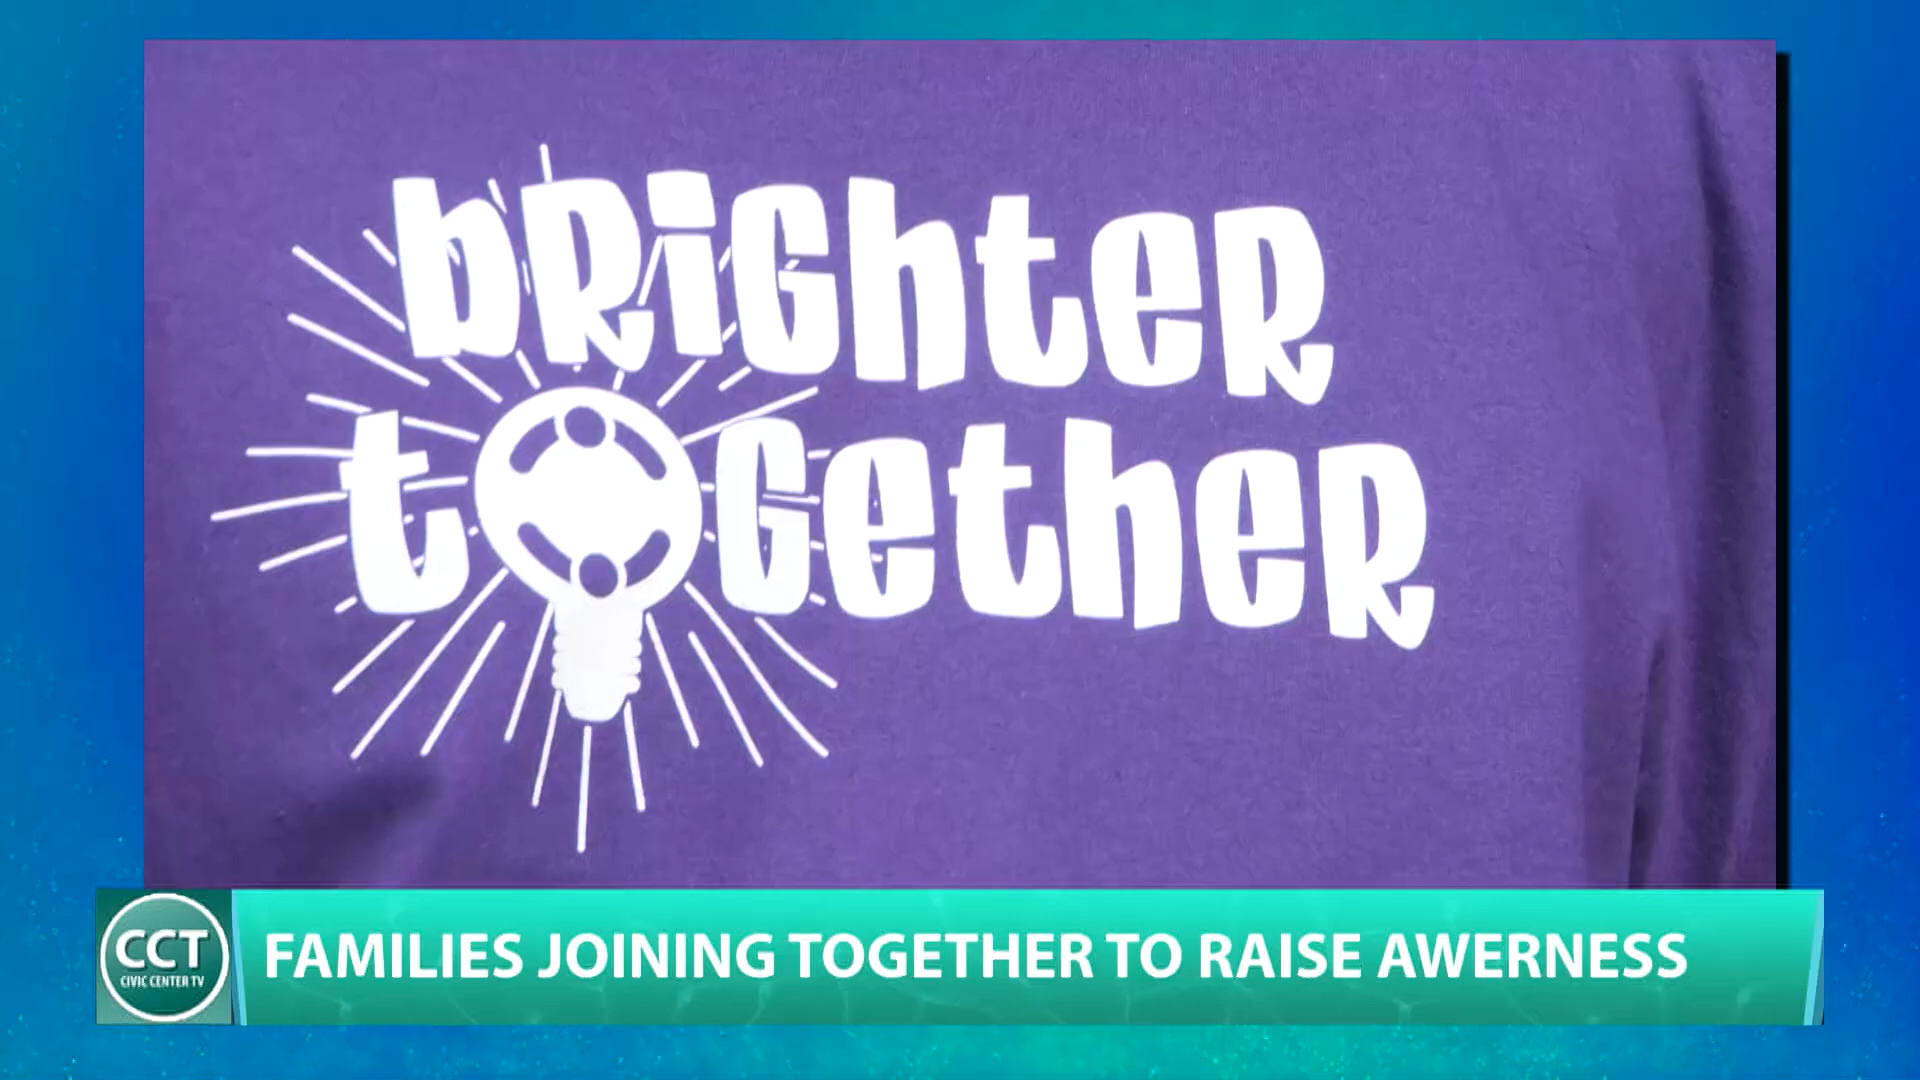 bRiGhteR
toGetheR
CCT
CIVIC CENTER TV
FAMILIES JOINING TOGETHER TO RAISE AWERNESS